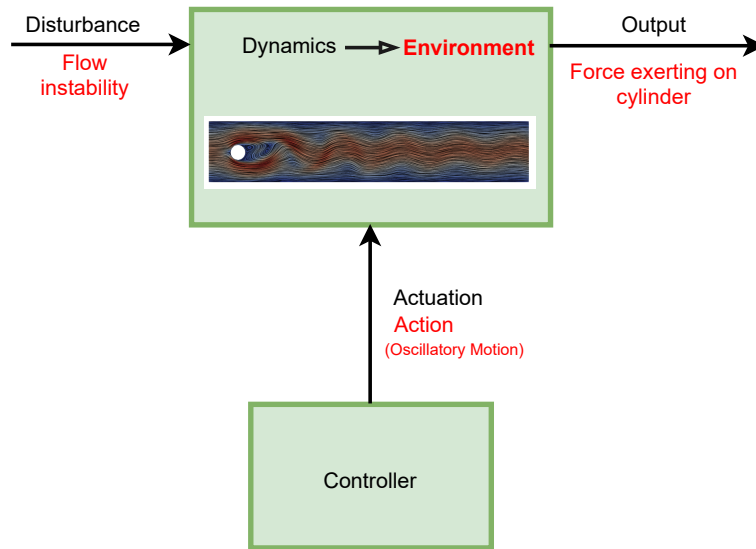 Disturbance
Flow
instability
Dynamics Environment
Output
Force exerting on
cylinder
Actuation
Action
(Oscillatory Motion)
Controller